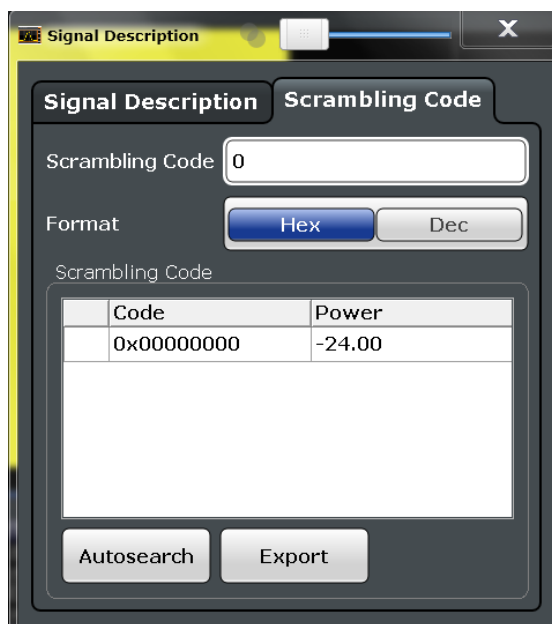 Signal Description
X
Signal Description Scrambling Code
Scrambling Code 0
Format Hex Dec
Scrambling Code
Code Power
0x00000000 -24.00
Autosearch Export